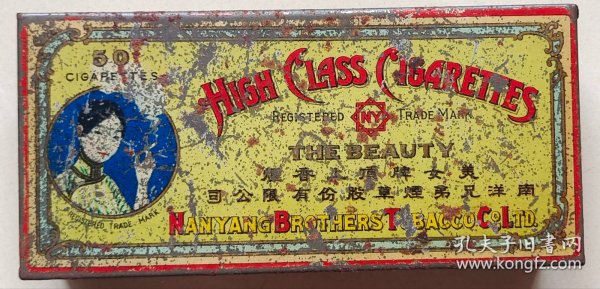 50
CIGARETTES
HIGH CLASS CIGARETTES
REGISTERED NY TRADE MARK
THE BEAUTY
煙香上頂牌女美
司公限有份股草煙弟兄洋南
NANYANG BROTHERS TOBACCO CO LTD.
REGISTERED TRADE MARK
孔夫子旧书网
www.kongfz.com